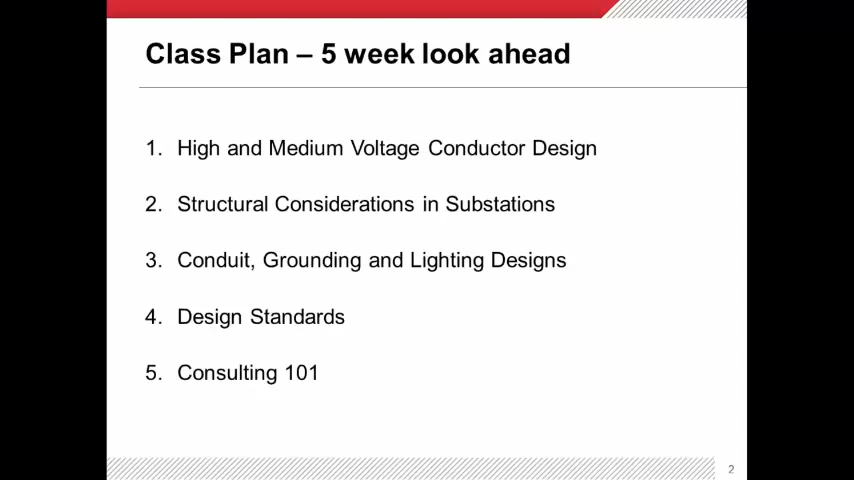 Class Plan – 5 week look ahead
1. High and Medium Voltage Conductor Design
2. Structural Considerations in Substations
3. Conduit, Grounding and Lighting Designs
4. Design Standards
5. Consulting 101
2